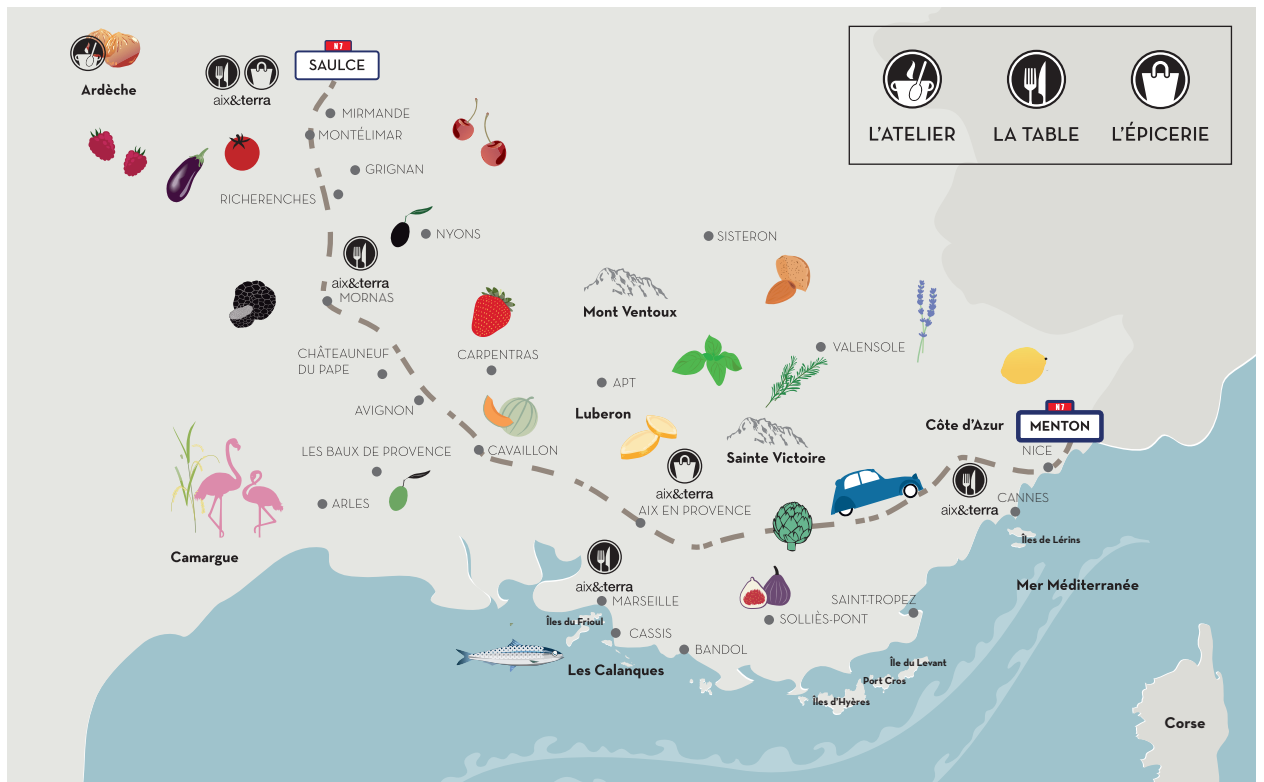 N7
SAULCE
Ardèche
aix&terra
MIRMANDE
MONTÉLIMAR
GRIGNAN
RICHERENCHES
NYONS
SISTERON
aix&terra
MORNAS
Mont Ventoux
CHÂTEAUNEUF
DU PAPE
CARPENTRAS
VALENSOLE
APT
AVIGNON
Luberon
Côte d'Azur
N7
MENTON
LES BAUX DE PROVENCE
CAVAILLON
Sainte Victoire
NICE
ARLES
aix&terra
AIX EN PROVENCE
aix&terra
CANNES
Îles de Lérins
Camargue
aix&terra
MARSEILLE
Mer Méditerranée
SAINT-TROPEZ
Îles du Frioul
SOLLIÈS-PONT
CASSIS
BANDOL
Les Calanques
Île du Levant
Port Cros
Îles d'Hyères
Corse
L'ATELIER
LA TABLE
L'ÉPICERIE